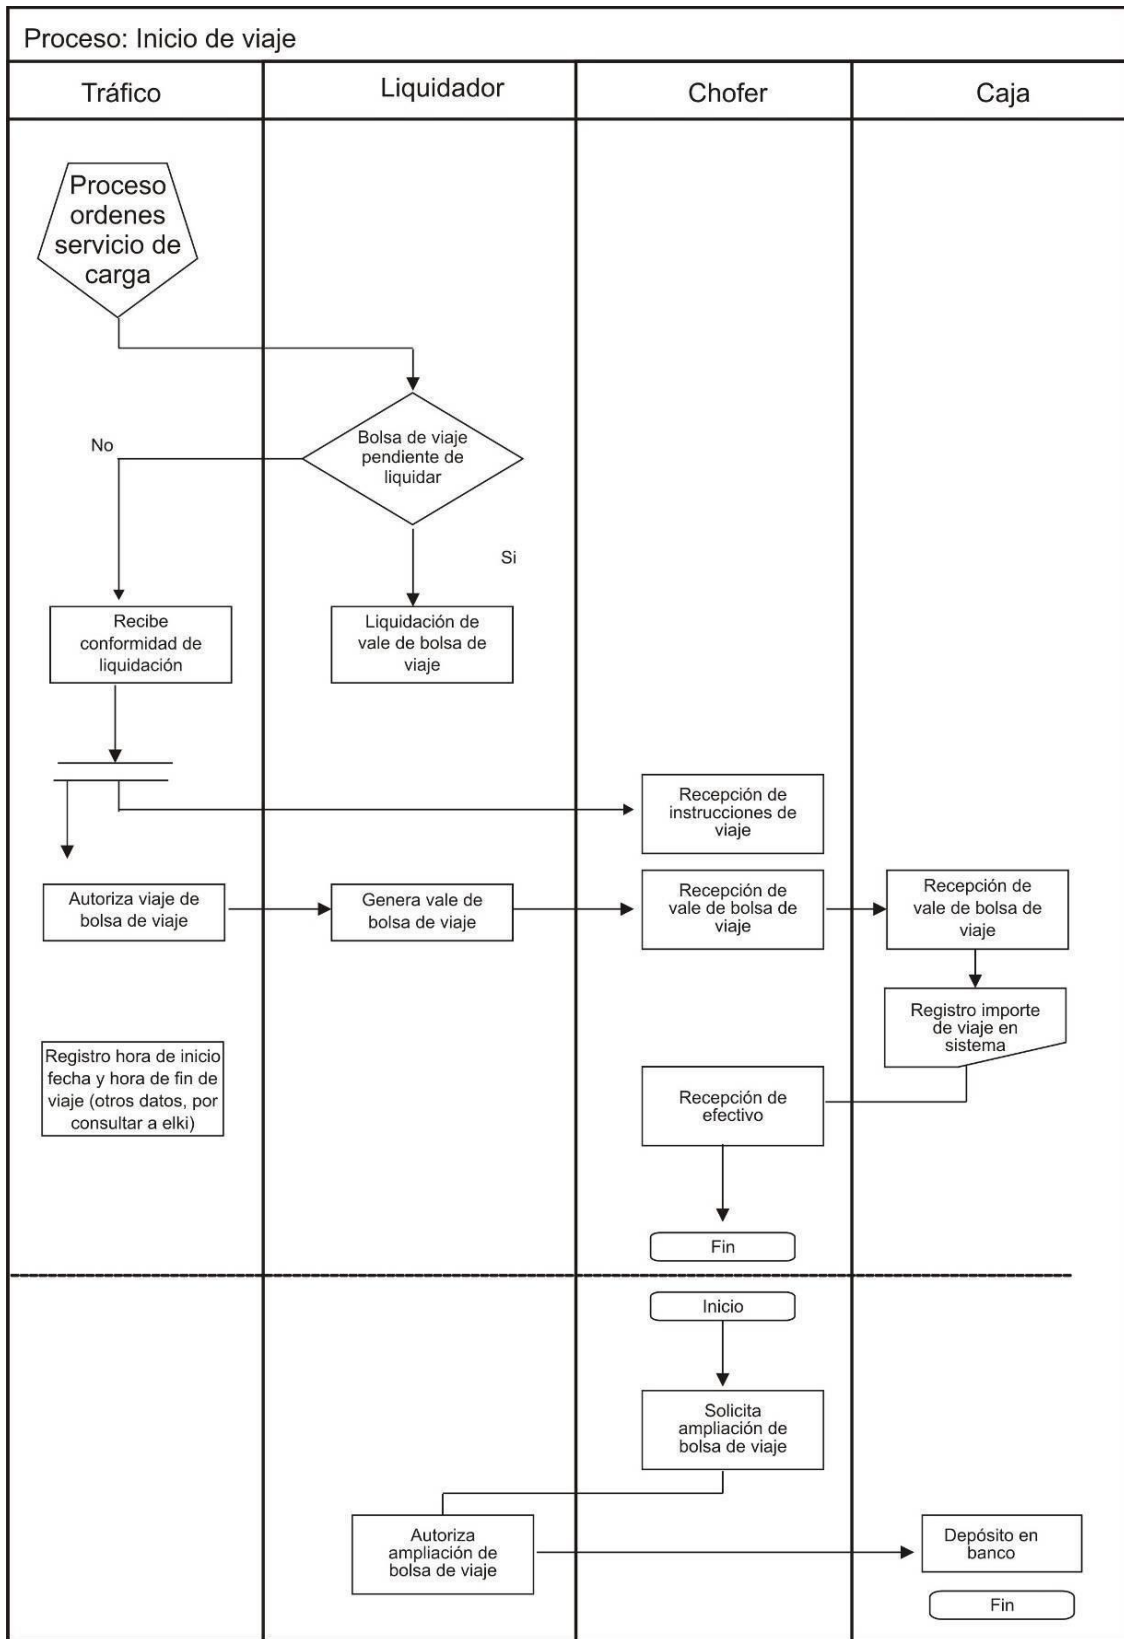 Proceso: Inicio de viaje
Tráfico
Liquidador
Chofer
Caja
Proceso
ordenes
servicio de
carga
Bolsa de viaje
pendiente de
liquidar
No
Si
Recibe
conformidad de
liquidación
Liquidación de
vale de bolsa de
viaje
Recepción de
instrucciones de
viaje
Autoriza viaje de
bolsa de viaje
Genera vale de
bolsa de viaje
Recepción de
vale de bolsa de
viaje
Recepción de
vale de bolsa de
viaje
Registro importe
de viaje en
sistema
Registro hora de inicio
fecha y hora de fin de
viaje (otros datos, por
consultar a elki)
Recepción de
efectivo
Fin
Inicio
Solicita
ampliación de
bolsa de viaje
Autoriza
ampliación de
bolsa de viaje
Depósito en
banco
Fin